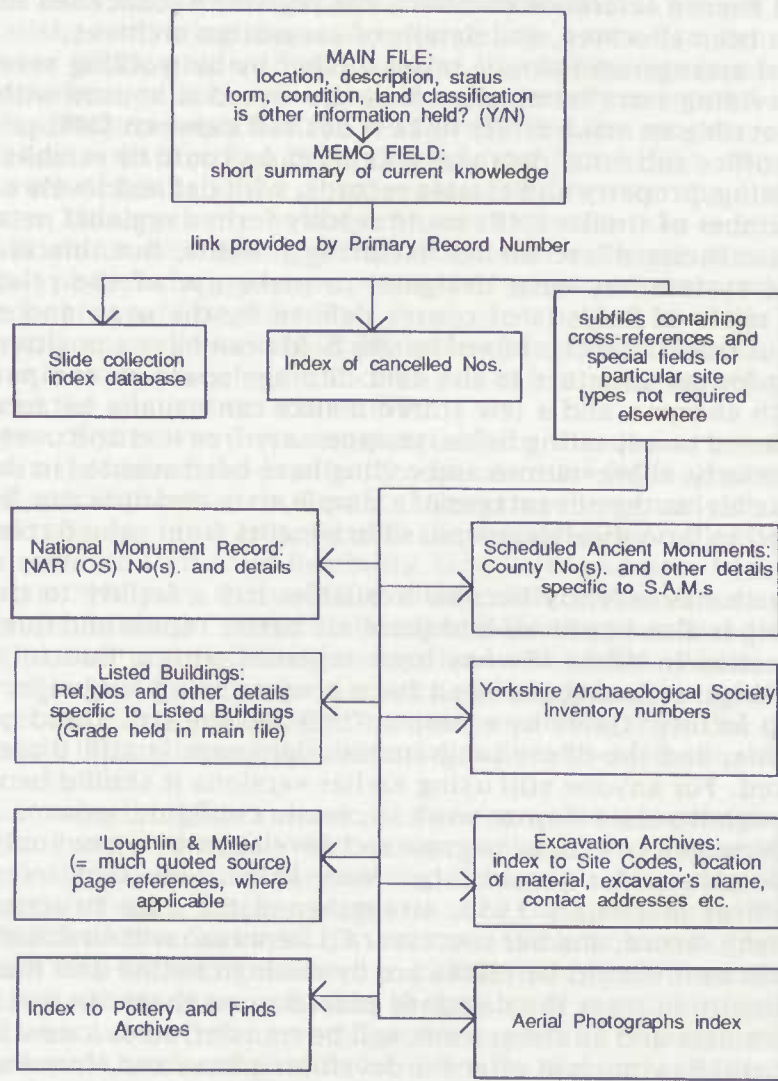 MAIN FILE:
location, description, status
form, condition, land classification
is other information held? (Y/N)
MEMO FIELD:
short summary of current knowledge
link provided by Primary Record Number
Slide collection
index database
Index of cancelled Nos.
subfiles containing
cross-references and
special fields for
particular site
types not required
elsewhere
National Monument Record:
NAR (OS) No(s). and details
Scheduled Ancient Monuments:
County No(s). and other details
specific to S.A.M.s
Listed Buildings:
Ref.Nos and other details
specific to Listed Buildings
(Grade held in main file)
Yorkshire Archaeological Society
Inventory numbers
'Loughlin & Miller'
(= much quoted source)
page references, where
applicable
Excavation Archives:
index to Site Codes, location
of material, excavator's name,
contact addresses etc.
Index to Pottery and Finds
Archives
Aerial Photographs index